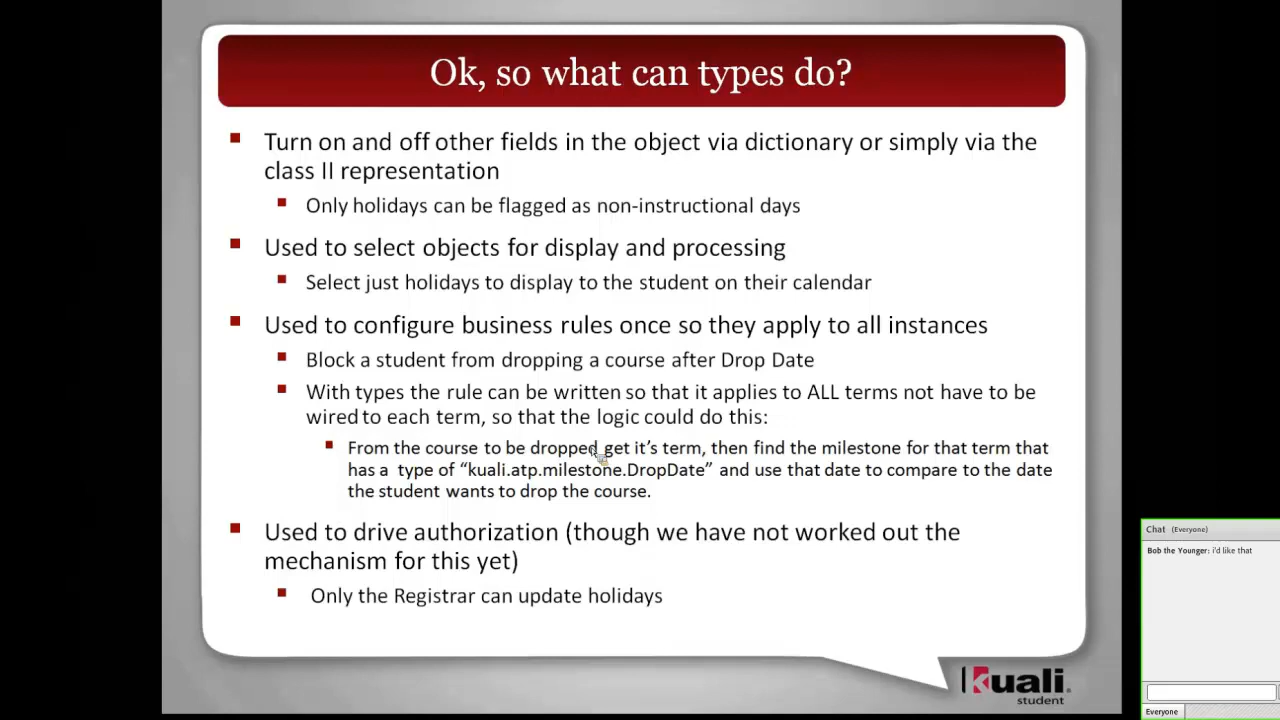 Ok, so what can types do?
Turn on and off other fields in the object via dictionary or simply via the
class II representation
Only holidays can be flagged as non-instructional days
Used to select objects for display and processing
Select just holidays to display to the student on their calendar
Used to configure business rules once so they apply to all instances
Block a student from dropping a course after Drop Date
With types the rule can be written so that it applies to ALL terms not have to be
wired to each term, so that the logic could do this:
From the course to be dropped get it's term, then find the milestone for that term that
has a type of “kuali.atp.milestone.DropDate” and use that date to compare to the date
the student wants to drop the course.
Used to drive authorization (though we have not worked out the
mechanism for this yet)
Only the Registrar can update holidays
kuali
student
Chat (Everyone)
Bob the Younger: i'd like that
Everyone